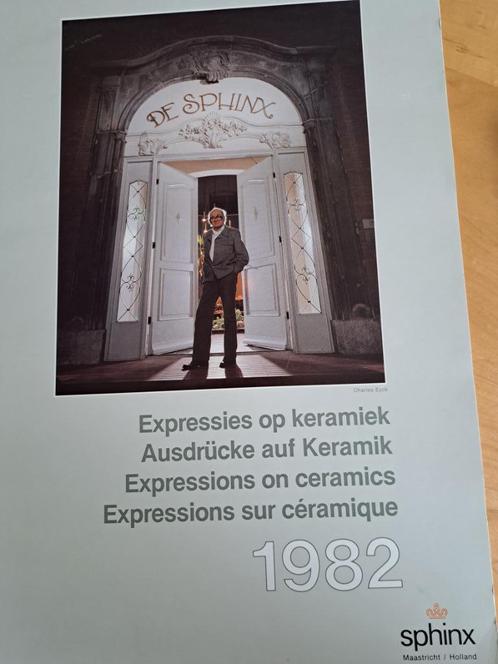 DE SPHINX
Charles Eyck
Expressies op keramiek
Ausdrücke auf Keramik
Expressions on ceramics
Expressions sur céramique
1982
sphinx
Maastricht / Holland